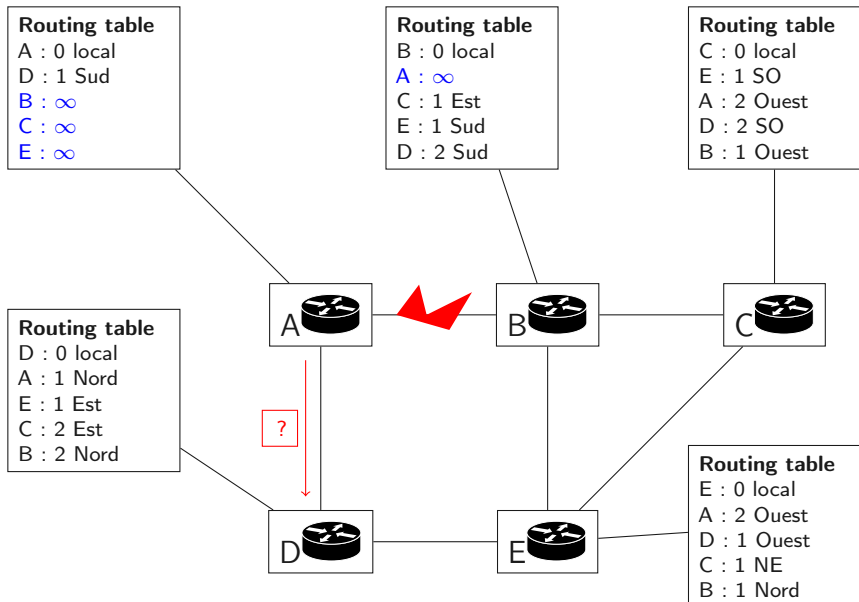 Routing table
A : 0 local
D : 1 Sud
B : ∞
C : ∞
E : ∞
Routing table
B : 0 local
A : ∞
C : 1 Est
E : 1 Sud
D : 2 Sud
Routing table
C : 0 local
E : 1 SO
A : 2 Ouest
D : 2 SO
B : 1 Ouest
A
B
C
Routing table
D : 0 local
A : 1 Nord
E : 1 Est
C : 2 Est
B : 2 Nord
?
D
E
Routing table
E : 0 local
A : 2 Ouest
D : 1 Ouest
C : 1 NE
B : 1 Nord